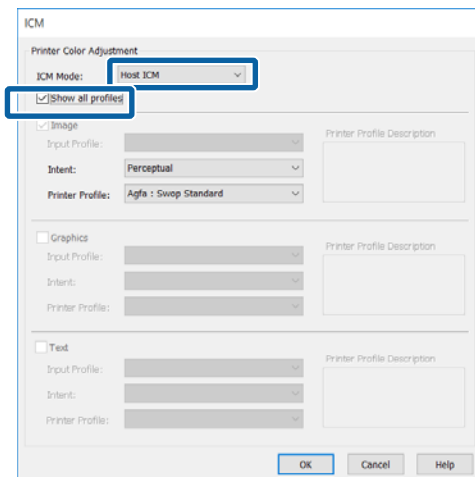 ICM
Printer Color Adjustment
ICM Mode: Host ICM
Show all profiles
Image
Input Profile:
Printer Profile Description
Intent: Perceptual
Printer Profile: Agfa : Swop Standard
Graphics
Input Profile:
Printer Profile Description
Intent:
Printer Profile:
Text
Input Profile:
Printer Profile Description
Intent:
Printer Profile:
OK Cancel Help